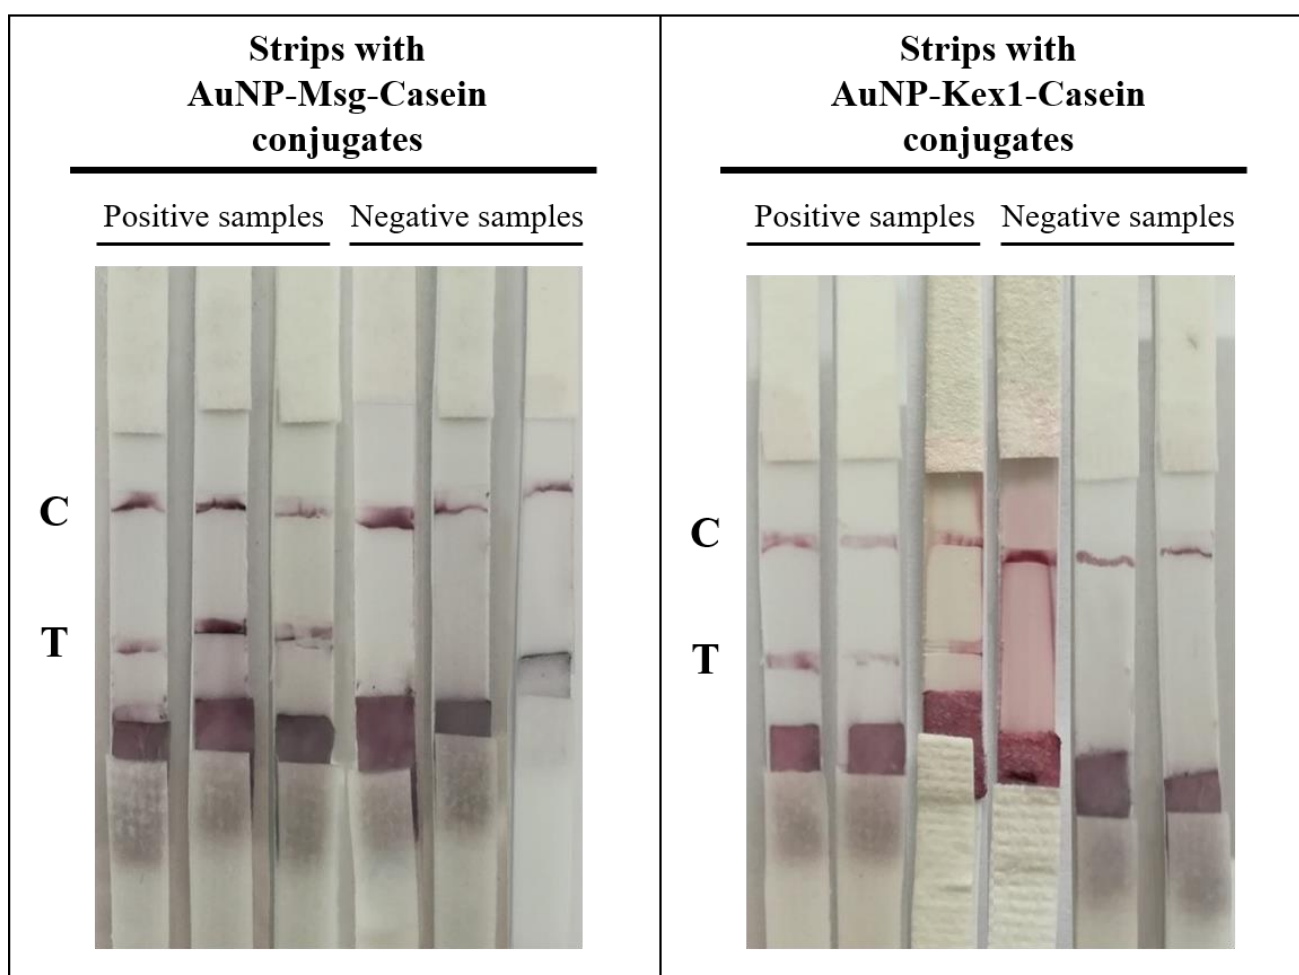 Strips with
AuNP-Msg-Casein
conjugates
Positive samples Negative samples
C
T
Strips with
AuNP-Kex1-Casein
conjugates
Positive samples Negative samples
C
T